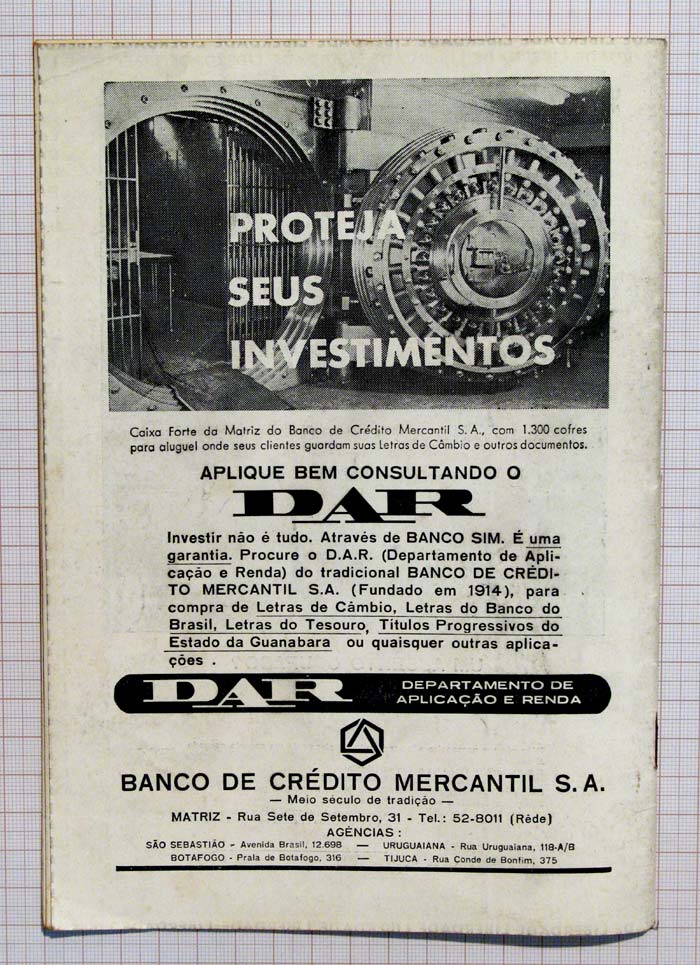 PROTEJA
SEUS
INVESTIMENTOS
Caixa Forte da Matriz do Banco de Crédito Mercantil S.A., com 1.300 cofres
para aluguel onde seus clientes guardam suas Letras de Câmbio e outros documentos.
APLIQUE BEM CONSULTANDO O
DAR
Investir não é tudo. Através de BANCO SIM. É uma
garantia. Procure o D.A.R. (Departamento de Apli-
cação e Renda) do tradicional BANCO DE CRÉDI-
TO MERCANTIL S.A. (Fundado em 1914), para
compra de Letras de Câmbio, Letras do Banco do
Brasil, Letras do Tesouro, Títulos Progressivos do
Estado da Guanabara ou quaisquer outras aplica-
ções .
DAR DEPARTAMENTO DE
APLICAÇÃO E RENDA
BANCO DE CRÉDITO MERCANTIL S.A.
— Meio século de tradição —
MATRIZ - Rua Sete de Setembro, 31 - Tel.: 52-8011 (Rêde)
AGÊNCIAS :
SÃO SEBASTIÃO - Avenida Brasil, 12.698 — URUGUAIANA - Rua Uruguaiana, 118-A/B
BOTAFOGO - Praia de Botafogo, 316 — TIJUCA - Rua Conde de Bonfim, 375